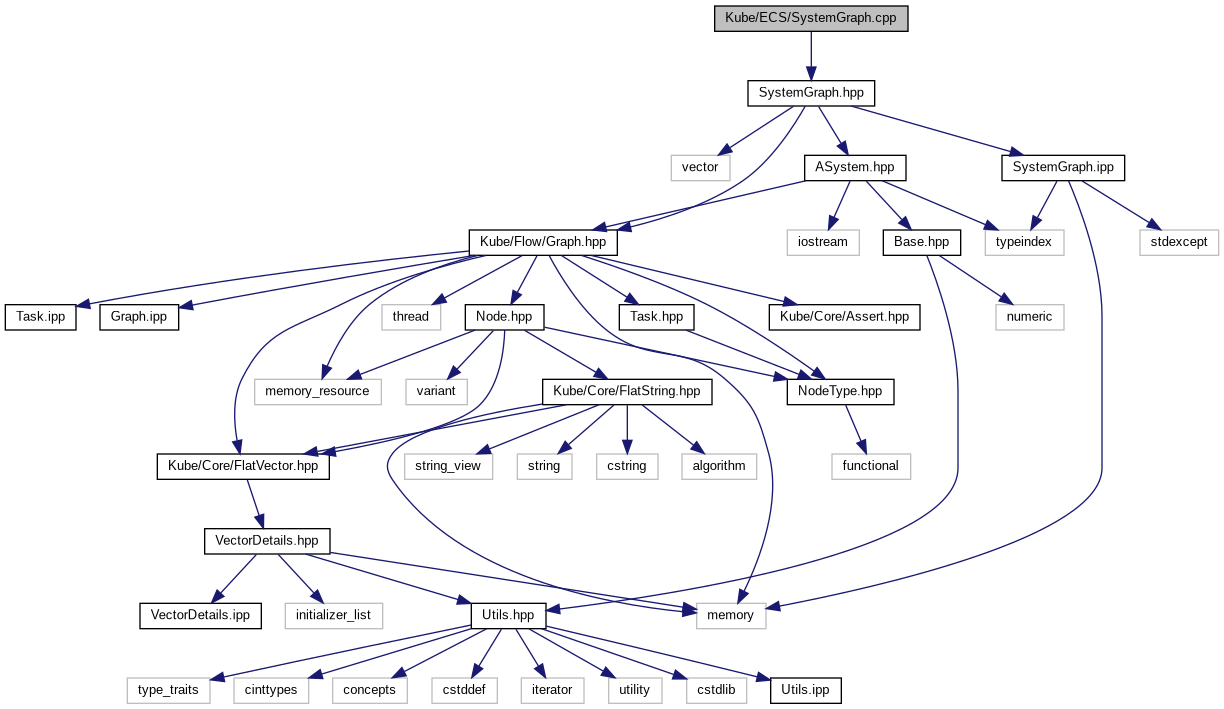 Kube/ECS/SystemGraph.cpp
SystemGraph.hpp
vector
ASystem.hpp
SystemGraph.ipp
Kube/Flow/Graph.hpp
iostream
Base.hpp
typeindex
stdexcept
Task.ipp
Graph.ipp
thread
Node.hpp
Task.hpp
Kube/Core/Assert.hpp
numeric
memory_resource
variant
Kube/Core/FlatString.hpp
NodeType.hpp
Kube/Core/FlatVector.hpp
string_view
string
cstring
algorithm
functional
VectorDetails.hpp
VectorDetails.ipp
initializer_list
Utils.hpp
memory
type_traits
cinttypes
concepts
cstddef
iterator
utility
cstdlib
Utils.ipp